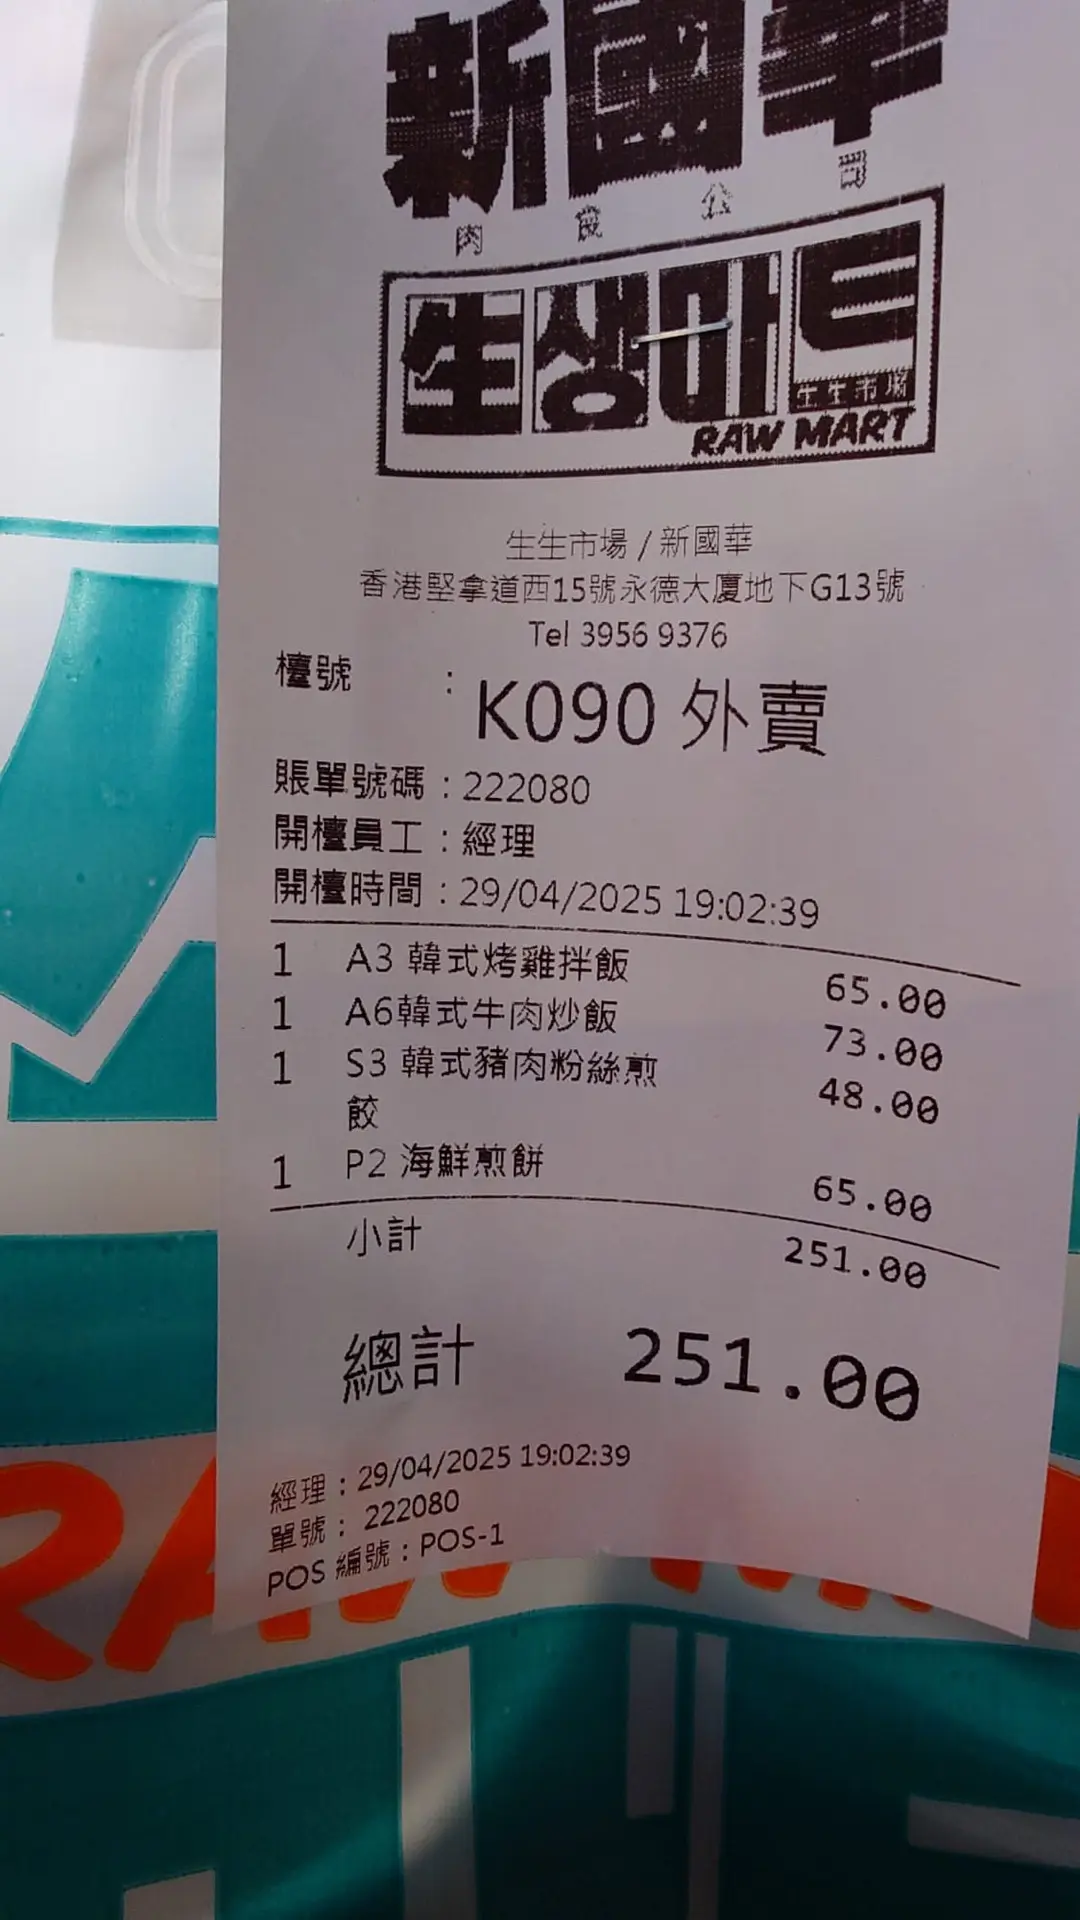 新國華
肉食公司
生생마트
生生市場
RAW MART
生生市場 / 新國華
香港堅拿道西15號永德大廈地下G13號
Tel 3956 9376
檯號 : K090 外賣
賬單號碼 : 222080
開檯員工 : 經理
開檯時間 : 29/04/2025 19:02:39
1 A3 韓式烤雞拌飯 65.00
1 A6韓式牛肉炒飯 73.00
1 S3 韓式豬肉粉絲煎 48.00
餃
1 P2 海鮮煎餅 65.00
小計 251.00
總計 251.00
經理 : 29/04/2025 19:02:39
單號 : 222080
POS 編號 : POS-1